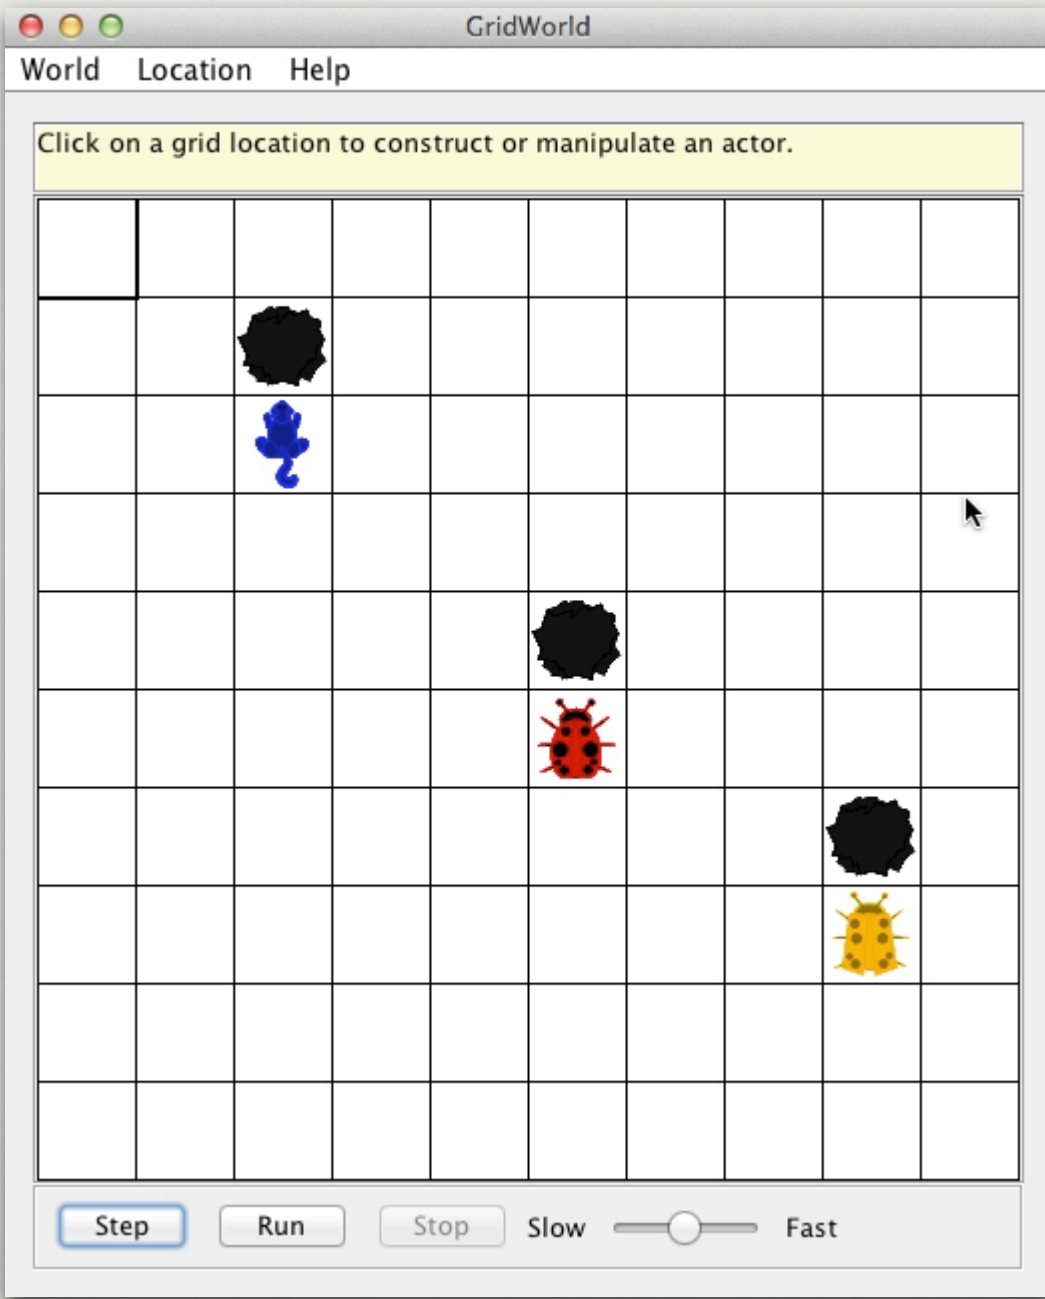 GridWorld
World Location Help
Click on a grid location to construct or manipulate an actor.
Step Run Stop Slow Fast